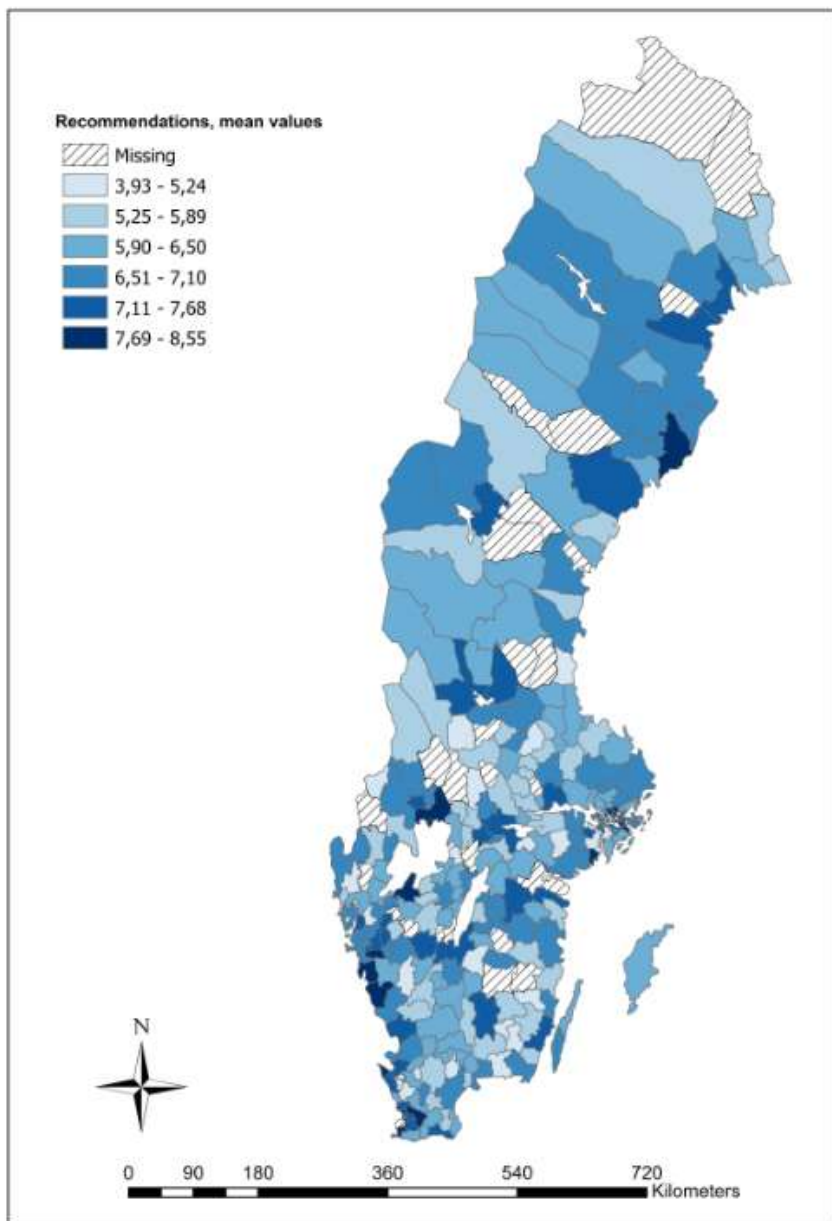 Recommendations, mean values
Missing
3,93 - 5,24
5,25 - 5,89
5,90 - 6,50
6,51 - 7,10
7,11 - 7,68
7,69 - 8,55
N
0 90 180 360 540 720
Kilometers